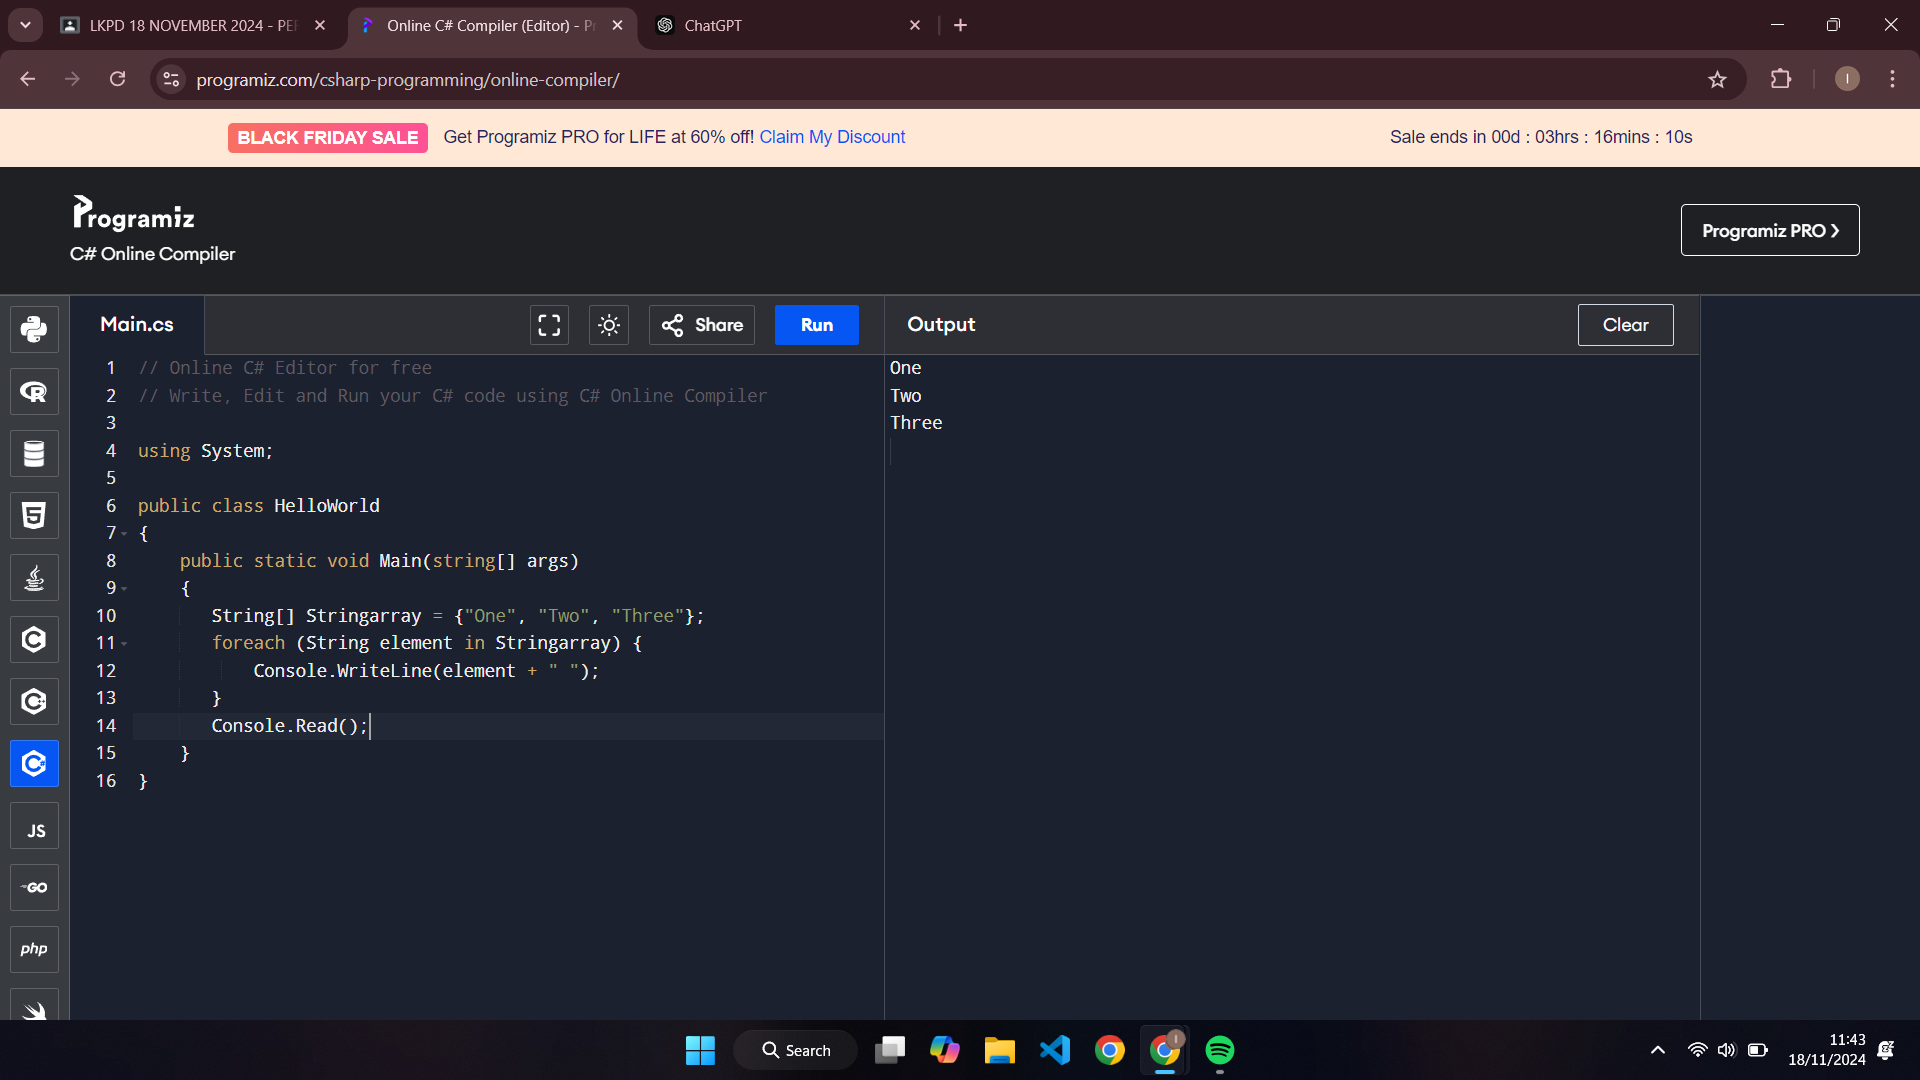 LKPD 18 NOVEMBER 2024 - PER
Online C# Compiler (Editor) - Pr
ChatGPT
programiz.com/csharp-programming/online-compiler/
I
BLACK FRIDAY SALE
Get Programiz PRO for LIFE at 60% off! Claim My Discount
Sale ends in 00d : 03hrs : 16mins : 10s
Programiz
C# Online Compiler
Programiz PRO
Main.cs
Share
Run
Output
Clear
1 // Online C# Editor for free
2 // Write, Edit and Run your C# code using C# Online Compiler
3
4 using System;
5
6 public class HelloWorld
7 {
8 public static void Main(string[] args)
9 {
10 String[] Stringarray = {"One", "Two", "Three"};
11 foreach (String element in Stringarray) {
12 Console.WriteLine(element + " ");
13 }
14 Console.Read();
15 }
16 }
One
Two
Three
R
5
C
C
C#
JS
GO
php
Search
11:43
18/11/2024